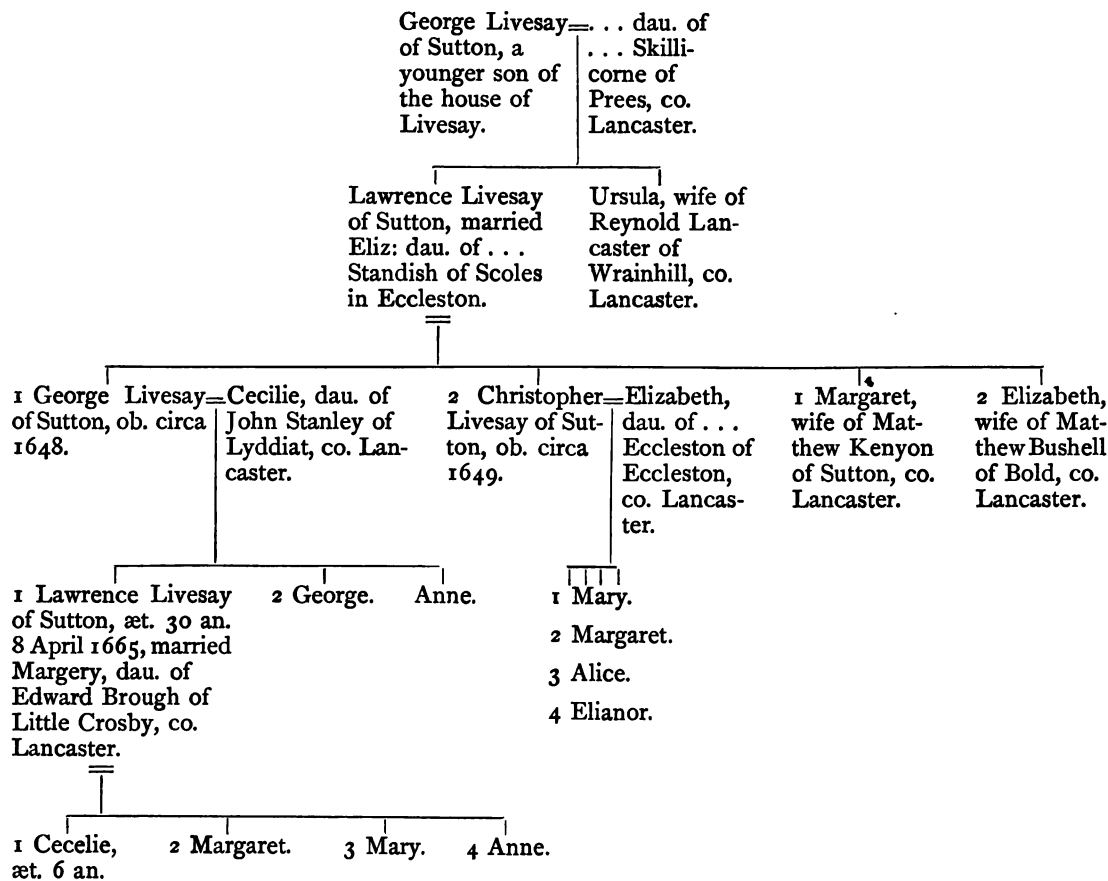 George Livesay=. . . dau. of
of Sutton, a . . . Skilli-
younger son of corne of
the house of Prees, co.
Livesay. Lancaster.
Lawrence Livesay
of Sutton, married
Eliz: dau. of . . .
Standish of Scoles
in Eccleston.
Ursula, wife of
Reynold Lan-
caster of
Wrainhill, co.
Lancaster.
1 George Livesay=
of Sutton, ob. circa
1648.
Cecilie, dau. of
John Stanley of
Lyddiat, co. Lan-
caster.
2 Christopher=
Livesay of Sut-
ton, ob. circa
1649.
Elizabeth,
dau. of . . .
Eccleston of
Eccleston,
co. Lancas-
ter.
1 Margaret,
wife of Mat-
thew Kenyon
of Sutton, co.
Lancaster.
2 Elizabeth,
wife of Mat-
thew Bushell
of Bold, co.
Lancaster.
1 Lawrence Livesay
of Sutton, æt. 30 an.
8 April 1665, married
Margery, dau. of
Edward Brough of
Little Crosby, co.
Lancaster.
2 George.
Anne.
1 Mary.
2 Margaret.
3 Alice.
4 Elianor.
1 Cecelie,
æt. 6 an.
2 Margaret.
3 Mary.
4 Anne.